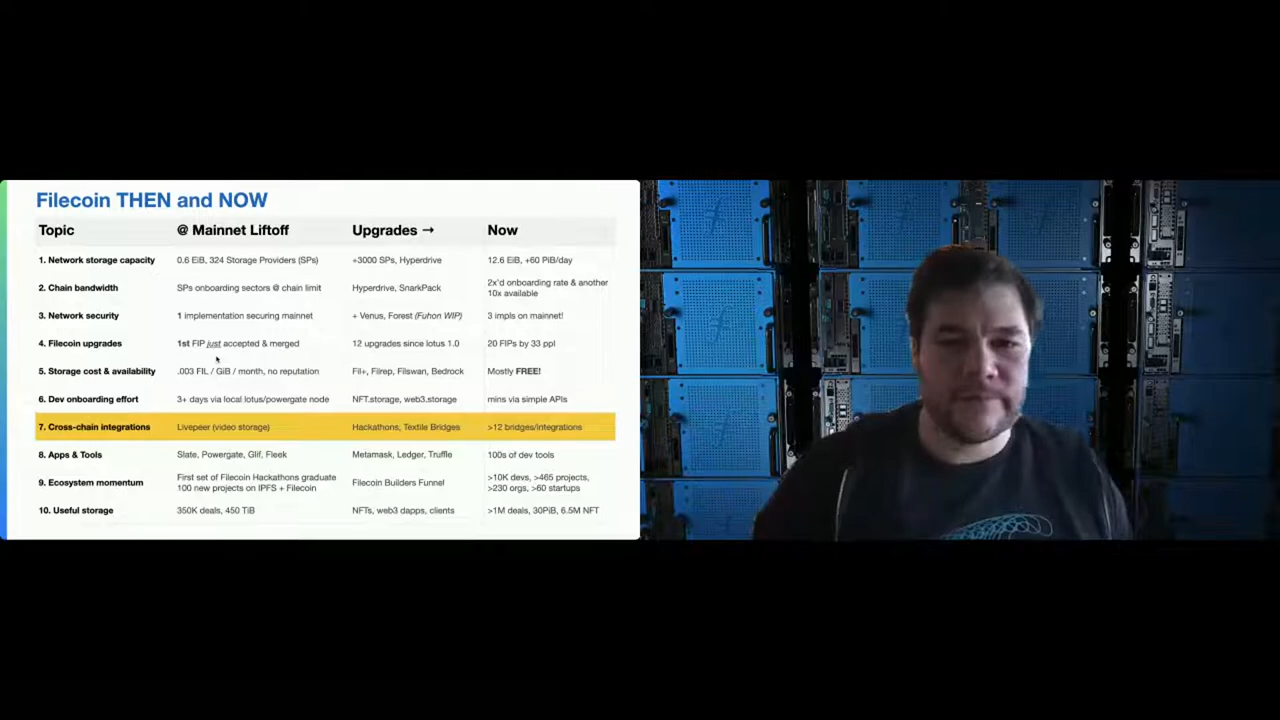 Filecoin THEN and NOW
Topic @ Mainnet Liftoff Upgrades → Now
1. Network storage capacity 0.6 EiB, 324 Storage Providers (SPs) +3000 SPs, Hyperdrive 12.6 EiB, +60 PiB/day
2. Chain bandwidth SPs onboarding sectors @ chain limit Hyperdrive, SnarkPack 2x'd onboarding rate & another
10x available
3. Network security 1 implementation securing mainnet + Venus, Forest (Fuhon WIP) 3 impls on mainnet!
4. Filecoin upgrades 1st FIP just accepted & merged 12 upgrades since lotus 1.0 20 FIPs by 33 ppl
5. Storage cost & availability .003 FIL / GiB / month, no reputation Fil+, Filrep, Filswan, Bedrock Mostly FREE!
6. Dev onboarding effort 3+ days via local lotus/powergate node NFT.storage, web3.storage mins via simple APIs
7. Cross-chain integrations Livepeer (video storage) Hackathons, Textile Bridges >12 bridges/integrations
8. Apps & Tools Slate, Powergate, Glif, Fleek Metamask, Ledger, Truffle 100s of dev tools
9. Ecosystem momentum First set of Filecoin Hackathons graduate
100 new projects on IPFS + Filecoin Filecoin Builders Funnel >10K devs, >465 projects,
>230 orgs, >60 startups
10. Useful storage 350K deals, 450 TiB NFTs, web3 dapps, clients >1M deals, 30PiB, 6.5M NFT